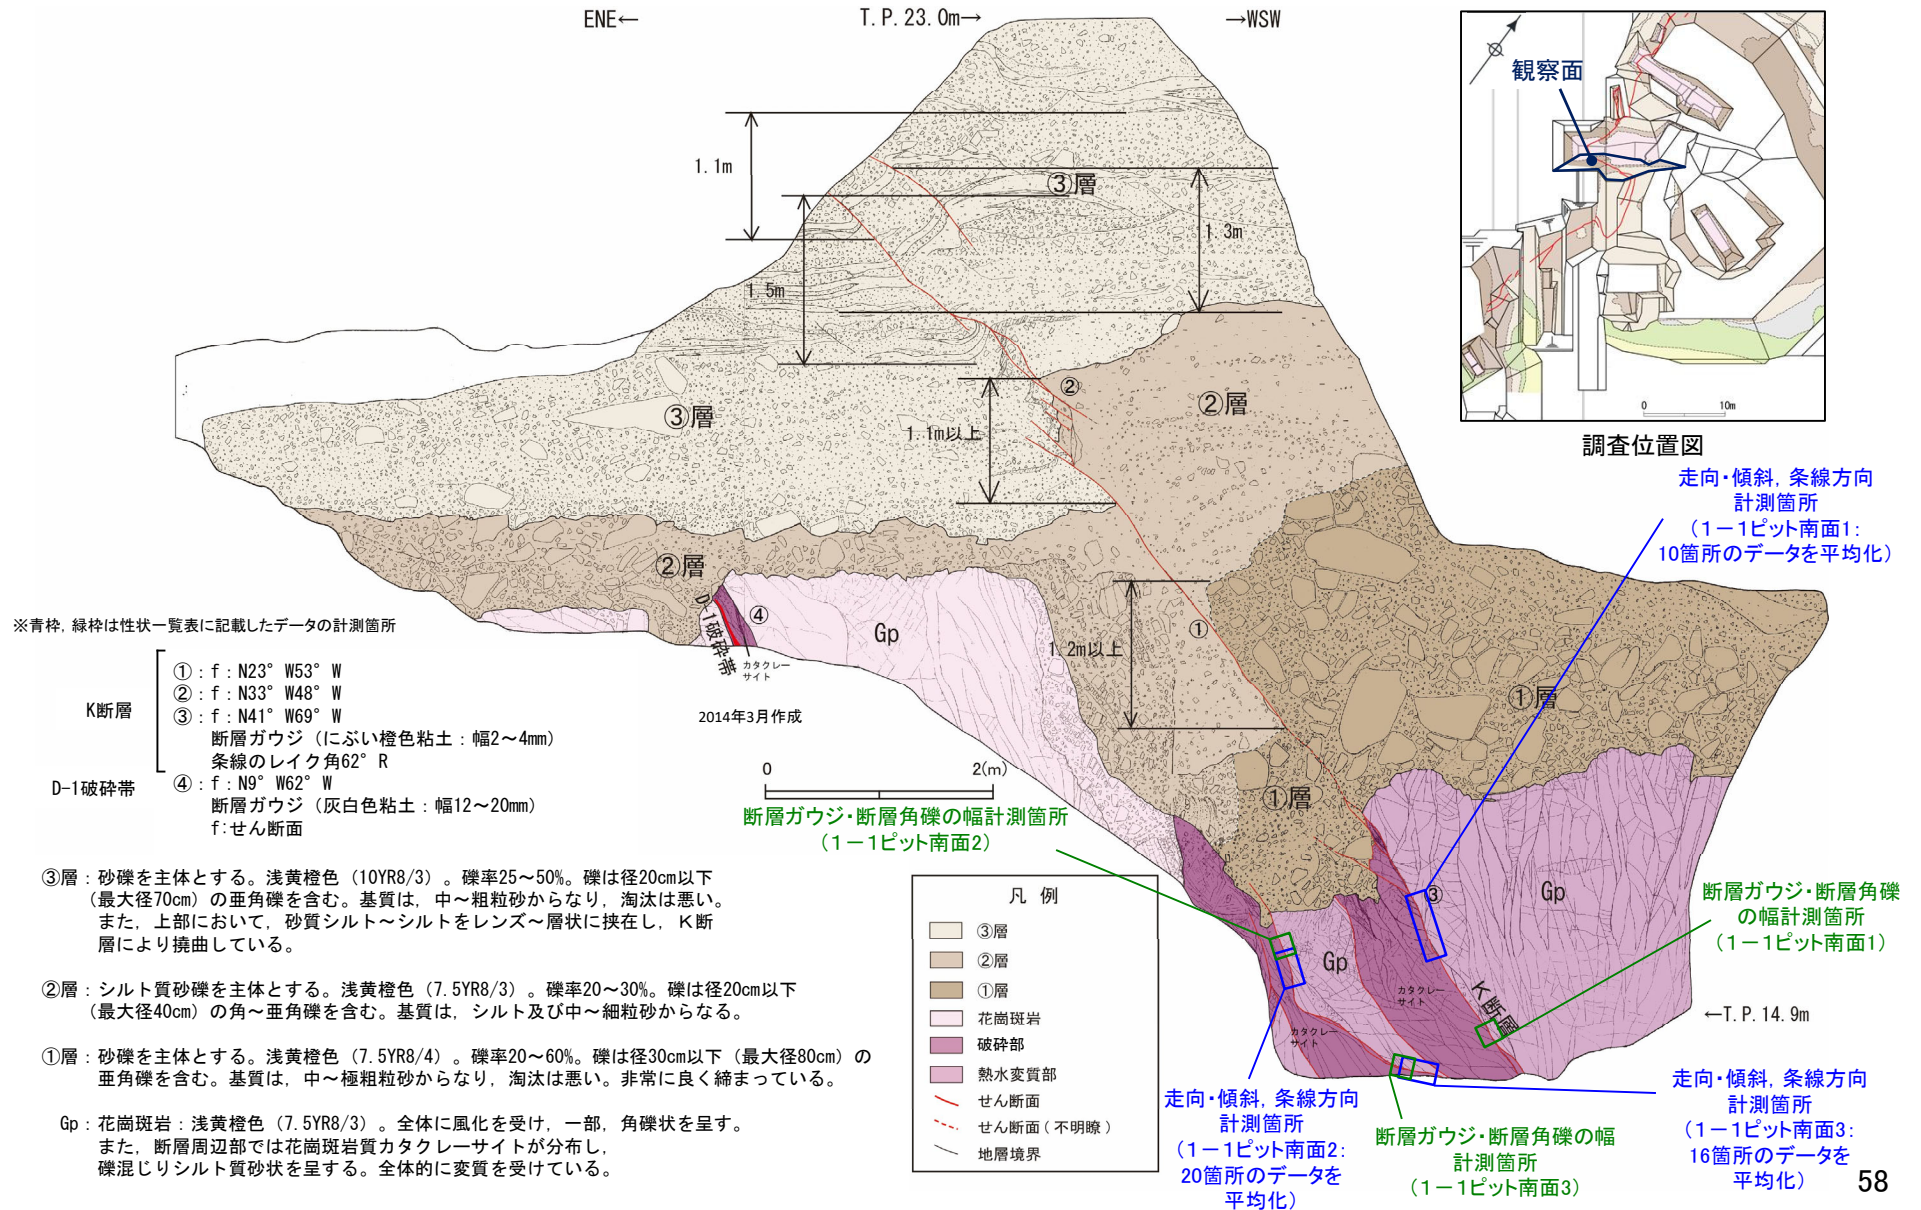 ENE←
T.P.23.0m→
→WSW
1.1m
③層
1.3m
1.5m
②
②層
③層
1.1m以上
②層
D-1破砕帯
④
カタクレー
サイト
Gp
①
1.2m以上
①層
①層
Gp
③
Gp
カタクレー
サイト
カタクレー
サイト
K断層
←T.P.14.9m
観察面
0 10m
調査位置図
走向・傾斜，条線方向
計測箇所
（1－1ピット南面1：
10箇所のデータを平均化）
※青枠，緑枠は性状一覧表に記載したデータの計測箇所
K断層
①：f：N23°W53°W
②：f：N33°W48°W
③：f：N41°W69°W
断層ガウジ（にぶい橙色粘土：幅2～4mm）
条線のレイク角62°R
D-1破砕帯
④：f：N9°W62°W
断層ガウジ（灰白色粘土：幅12～20mm）
f:せん断面
2014年3月作成
0 2(m)
断層ガウジ・断層角礫の幅計測箇所
（1－1ピット南面2）
③層：砂礫を主体とする。浅黄橙色（10YR8/3）。礫率25～50%。礫は径20cm以下
（最大径70cm）の亜角礫を含む。基質は，中～粗粒砂からなり，淘汰は悪い。
また，上部において，砂質シルト～シルトをレンズ～層状に挟在し，K断
層により撓曲している。
②層：シルト質砂礫を主体とする。浅黄橙色（7.5YR8/3）。礫率20～30%。礫は径20cm以下
（最大径40cm）の角～亜角礫を含む。基質は，シルト及び中～細粒砂からなる。
①層：砂礫を主体とする。浅黄橙色（7.5YR8/4）。礫率20～60%。礫は径30cm以下（最大径80cm）の
亜角礫を含む。基質は，中～極粗粒砂からなり，淘汰は悪い。非常に良く締まっている。
Gp：花崗斑岩：浅黄橙色（7.5YR8/3）。全体に風化を受け，一部，角礫状を呈す。
また，断層周辺部では花崗斑岩質カタクレーサイトが分布し，
礫混じりシルト質砂状を呈する。全体的に変質を受けている。
凡 例
③層
②層
①層
花崗斑岩
破砕部
熱水変質部
せん断面
せん断面（不明瞭）
地層境界
断層ガウジ・断層角礫
の幅計測箇所
（1－1ピット南面1）
走向・傾斜，条線方向
計測箇所
（1－1ピット南面2：
20箇所のデータを
平均化）
断層ガウジ・断層角礫の幅
計測箇所
（1－1ピット南面3）
走向・傾斜，条線方向
計測箇所
（1－1ピット南面3：
16箇所のデータを
平均化）
58